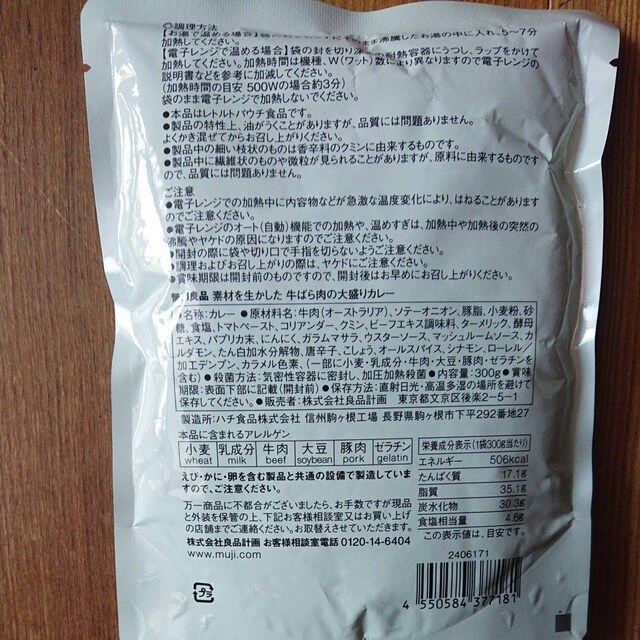 ◎調理方法
【お湯で温める場合】袋の
沸騰したお湯の中に入れ、5〜7分
加熱してください。
【電子レンジで温める場合】袋の封を切り深めの耐熱容器にうつし、ラップをかけて
加熱してください。加熱時間は機種、W(ワット)数により異なりますので電子レンジの
説明書などを参考に加減してください。
(加熱時間の目安 500Wの場合約3分)
袋のまま電子レンジで加熱しないでください。
●本品はレトルトパウチ食品です。
●製品の特性上、油がうくことがありますが、品質には問題ありません。
よくかき混ぜてからお召し上がりください。
●製品中の細い枝状のものは香辛料のクミンに由来するものです。
●製品中に繊維状のものや微粒が見られることがありますが、原料に由来するものです
ので、品質には問題ありません。
ご注意
●電子レンジでの加熱中に内容物などが急激な温度変化により、はねることがあります
のでご注意ください。
●電子レンジのオート(自動)機能での加熱や、温めすぎは、加熱中や加熱後の突然の
沸騰やヤケドの原因になりますのでご注意ください。
●開封の際に袋や切り口で手指を切らないようご注意ください。
●調理およびお召し上がりの際は、ヤケドにご注意ください。
●賞味期限は開封前のものですので、開封後はお早めにお召し上がりください。
良品 素材を生かした 牛ばら肉の大盛りカレー
●名称:カレー ●原材料名:牛肉(オーストラリア)、ソテーオニオン、豚脂、小麦粉、砂
糖、食塩、トマトペースト、コリアンダー、クミン、ビーフエキス調味料、ターメリック、酵母
エキス、パプリカ末、にんにく、ガラムマサラ、ウスターソース、マッシュルームソース、カ
ルダモン、たん白加水分解物、唐辛子、こしょう、オールスパイス、シナモン、ローレル／
加工デンプン、カラメル色素、(一部に小麦・乳成分・牛肉・大豆・豚肉・ゼラチンを
含む) ●殺菌方法:気密性容器に密封し、加圧加熱殺菌 ●内容量:300g ●賞味
期限:表面下部に記載(開封前) ●保存方法:直射日光・高温多湿の場所を避けて
保存してください。●販売者:株式会社良品計画 東京都文京区後楽2-5-1
製造所:ハチ食品株式会社 信州駒ヶ根工場 長野県駒ヶ根市下平292番地27
本品に含まれるアレルゲン
小麦 乳成分 牛肉 大豆 豚肉 ゼラチン
wheat milk beef soybean pork gelatin
えび・かに・卵を含む製品と共通の設備で製造していま
すので、ご注意ください。
万一商品に不都合がございましたら、お手数ですが現品
と外装を保管の上、下記お客様相談室又はお買い上げ
の店舗までご連絡ください。お取替えさせていただきます。
株式会社良品計画 お客様相談室電話 0120-14-6404
www.muji.com
栄養成分表示(1袋300g当たり)
エネルギー 506kcal
たんぱく質 17.1g
脂質 35.1g
炭水化物 30.3g
食塩相当量 4.6g
この表示値は、目安です。
2406171
4 550584 377181
プラ